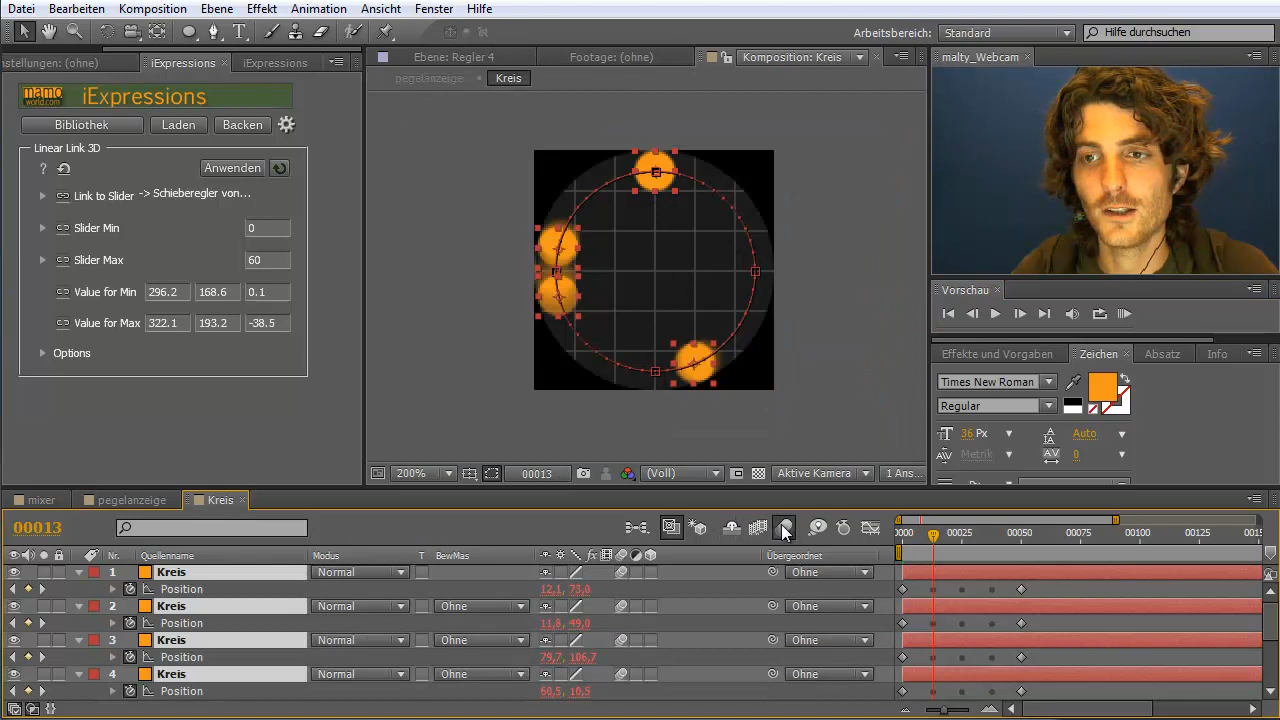 Datei Bearbeiten Komposition Ebene Effekt Animation Ansicht Fenster Hilfe
Arbeitsbereich: Standard Hilfe durchsuchen
stellungen: (ohne) iExpressions iExpressions
Ebene: Regler 4 Footage: (ohne) Komposition: Kreis
malty_Webcam
pegelanzeige Kreis
mamo
world.com
iExpressions
Bibliothek Laden Backen
Linear Link 3D
? Anwenden
Link to Slider -> Schieberegler von...
Slider Min 0
Slider Max 60
Value for Min 296.2 168.6 0.1
Value for Max 322.1 193.2 -38.5
Options
Vorschau
Effekte und Vorgaben Zeichen Absatz Info
Times New Roman
Regular
36 Px Auto
Metrik 0
200% 00013 (Voll) Aktive Kamera 1 Ans...
mixer pegelanzeige Kreis
00013
0000 00025 00050 00075 00100 00125 0015
Nr. Quellenname Modus T BewMas fx Übergeordnet
1 Kreis Normal Ohne
Position 12,1, 73,0
2 Kreis Normal Ohne Ohne
Position 11,8, 49,0
3 Kreis Normal Ohne Ohne
Position 79,7, 106,7
4 Kreis Normal Ohne Ohne
Position 60,5, 10,5